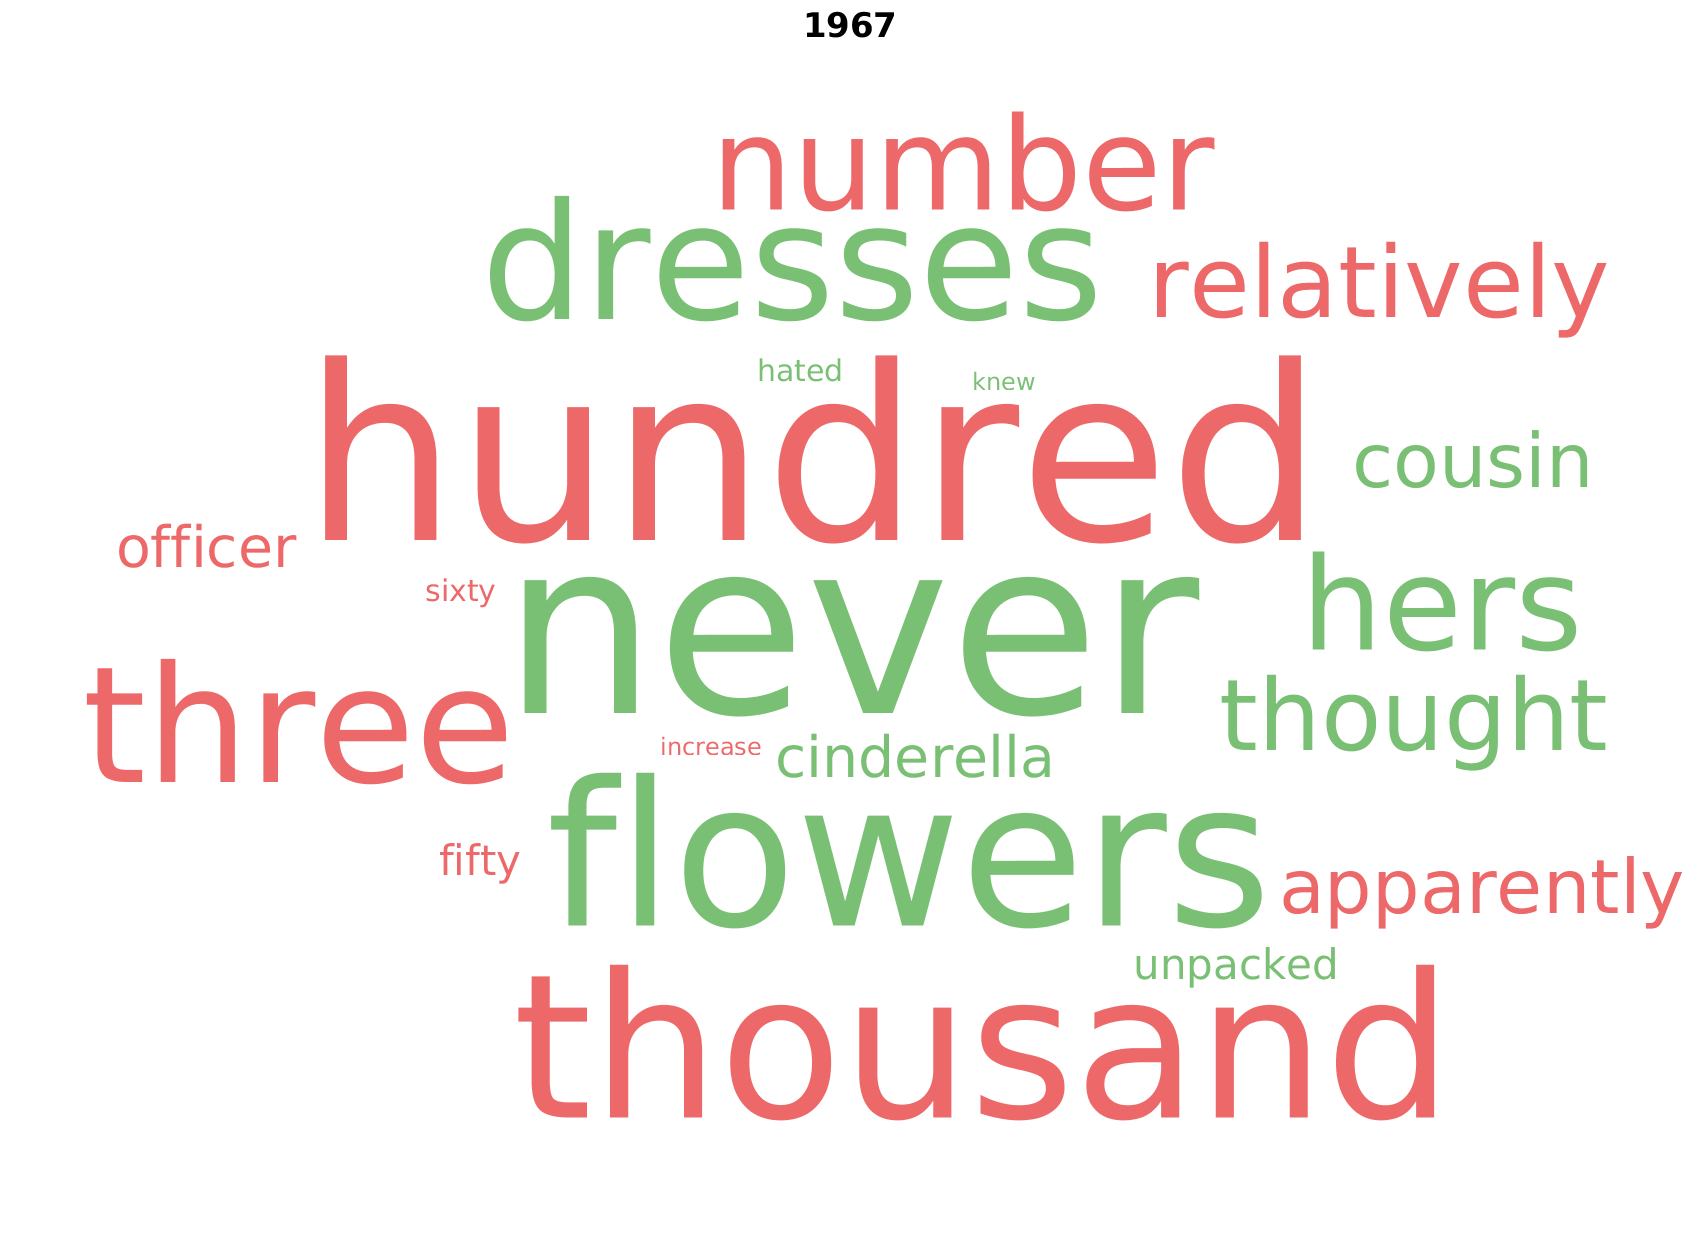 1967
number
dresses
relatively
hated
knew
hundred
cousin
officer
sixty
never
hers
three
thought
increase
cinderella
flowers
fifty
apparently
unpacked
thousand